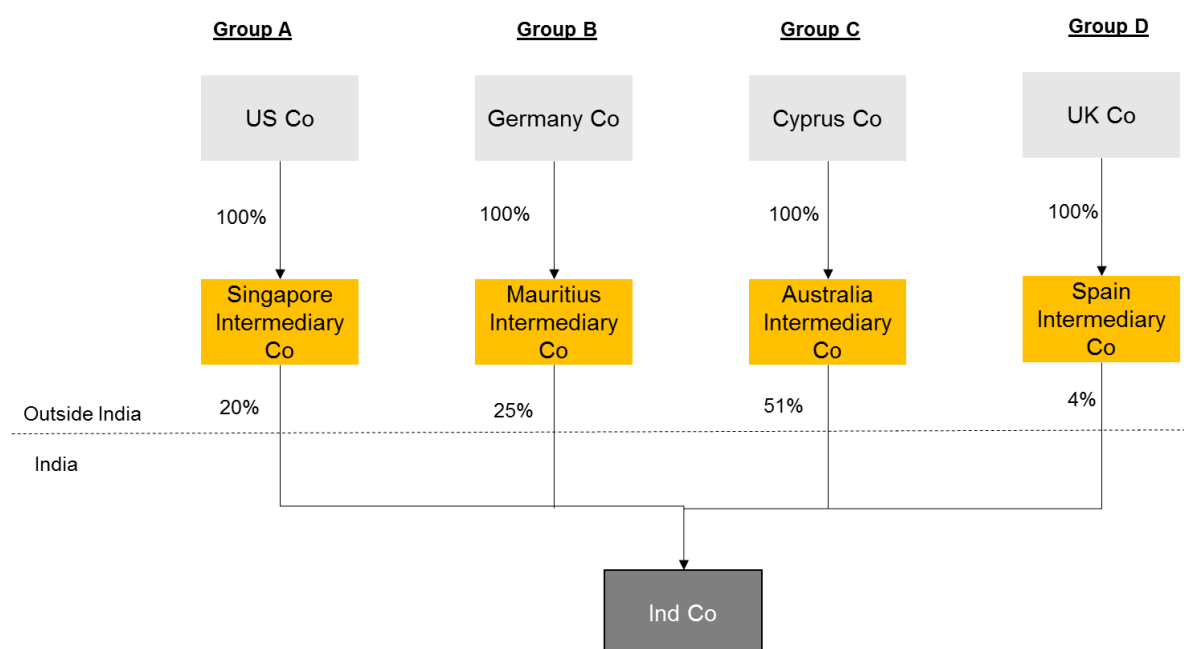 Group A
Group B
Group C
Group D
US Co
Germany Co
Cyprus Co
UK Co
100%
100%
100%
100%
Singapore
Intermediary
Co
Mauritius
Intermediary
Co
Australia
Intermediary
Co
Spain
Intermediary
Co
Outside India
20%
25%
51%
4%
India
Ind Co